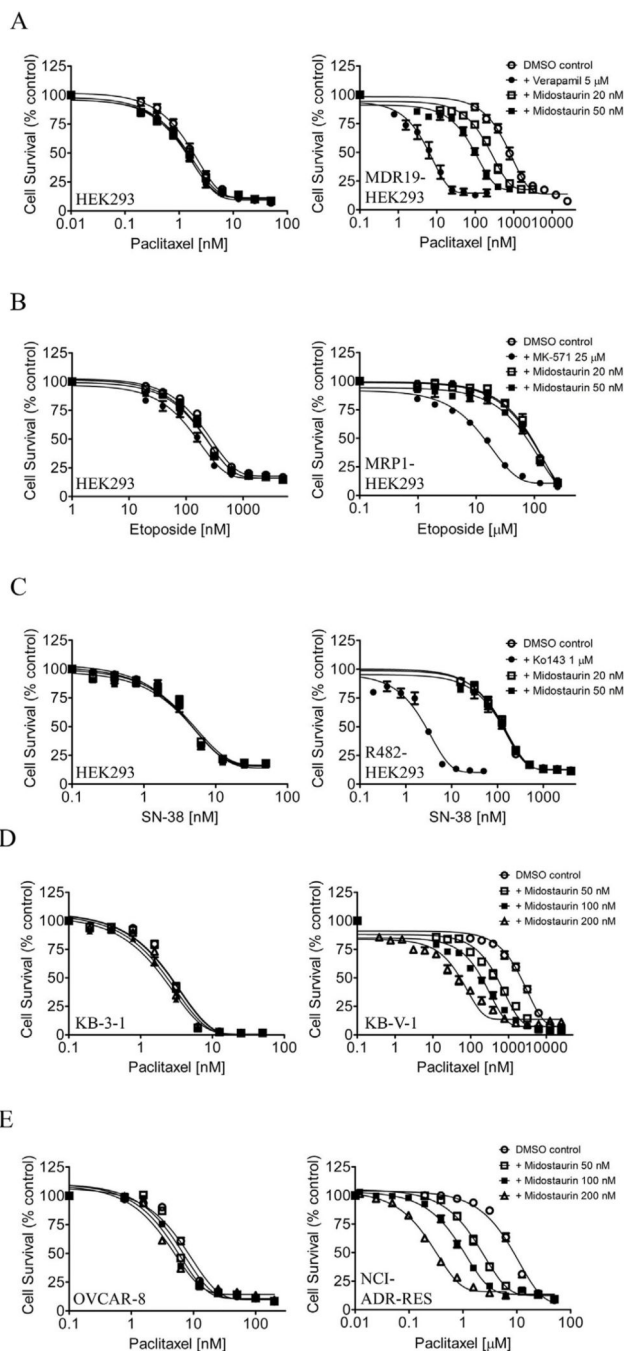 A
Cell Survival (% control)
125
100
75
50
25
0
HEK293
0.01
0.1
1
10
100
Paclitaxel [nM]
Cell Survival (% control)
125
100
75
50
25
0
DMSO control
+ Verapamil 5 μM
+ Midostaurin 20 nM
+ Midostaurin 50 nM
MDR19-
HEK293
0.1
1
10
100
1000
10000
Paclitaxel [nM]
B
Cell Survival (% control)
125
100
75
50
25
0
HEK293
1
10
100
1000
Etoposide [nM]
Cell Survival (% control)
125
100
75
50
25
0
DMSO control
+ MK-571 25 μM
+ Midostaurin 20 nM
+ Midostaurin 50 nM
MRP1-
HEK293
0.1
1
10
100
Etoposide [μM]
C
Cell Survival (% control)
125
100
75
50
25
0
HEK293
0.1
1
10
100
SN-38 [nM]
Cell Survival (% control)
125
100
75
50
25
0
DMSO control
+ Ko143 1 μM
+ Midostaurin 20 nM
+ Midostaurin 50 nM
R482-
HEK293
0.1
1
10
100
1000
SN-38 [nM]
D
Cell Survival (% control)
125
100
75
50
25
0
KB-3-1
0.1
1
10
100
Paclitaxel [nM]
Cell Survival (% control)
125
100
75
50
25
0
DMSO control
+ Midostaurin 50 nM
+ Midostaurin 100 nM
+ Midostaurin 200 nM
KB-V-1
0.1
1
10
100
1000
10000
Paclitaxel [nM]
E
Cell Survival (% control)
125
100
75
50
25
0
OVCAR-8
0.1
1
10
100
Paclitaxel [nM]
Cell Survival (% control)
125
100
75
50
25
0
DMSO control
+ Midostaurin 50 nM
+ Midostaurin 100 nM
+ Midostaurin 200 nM
NCI-
ADR-RES
0.01
0.1
1
10
100
Paclitaxel [μM]